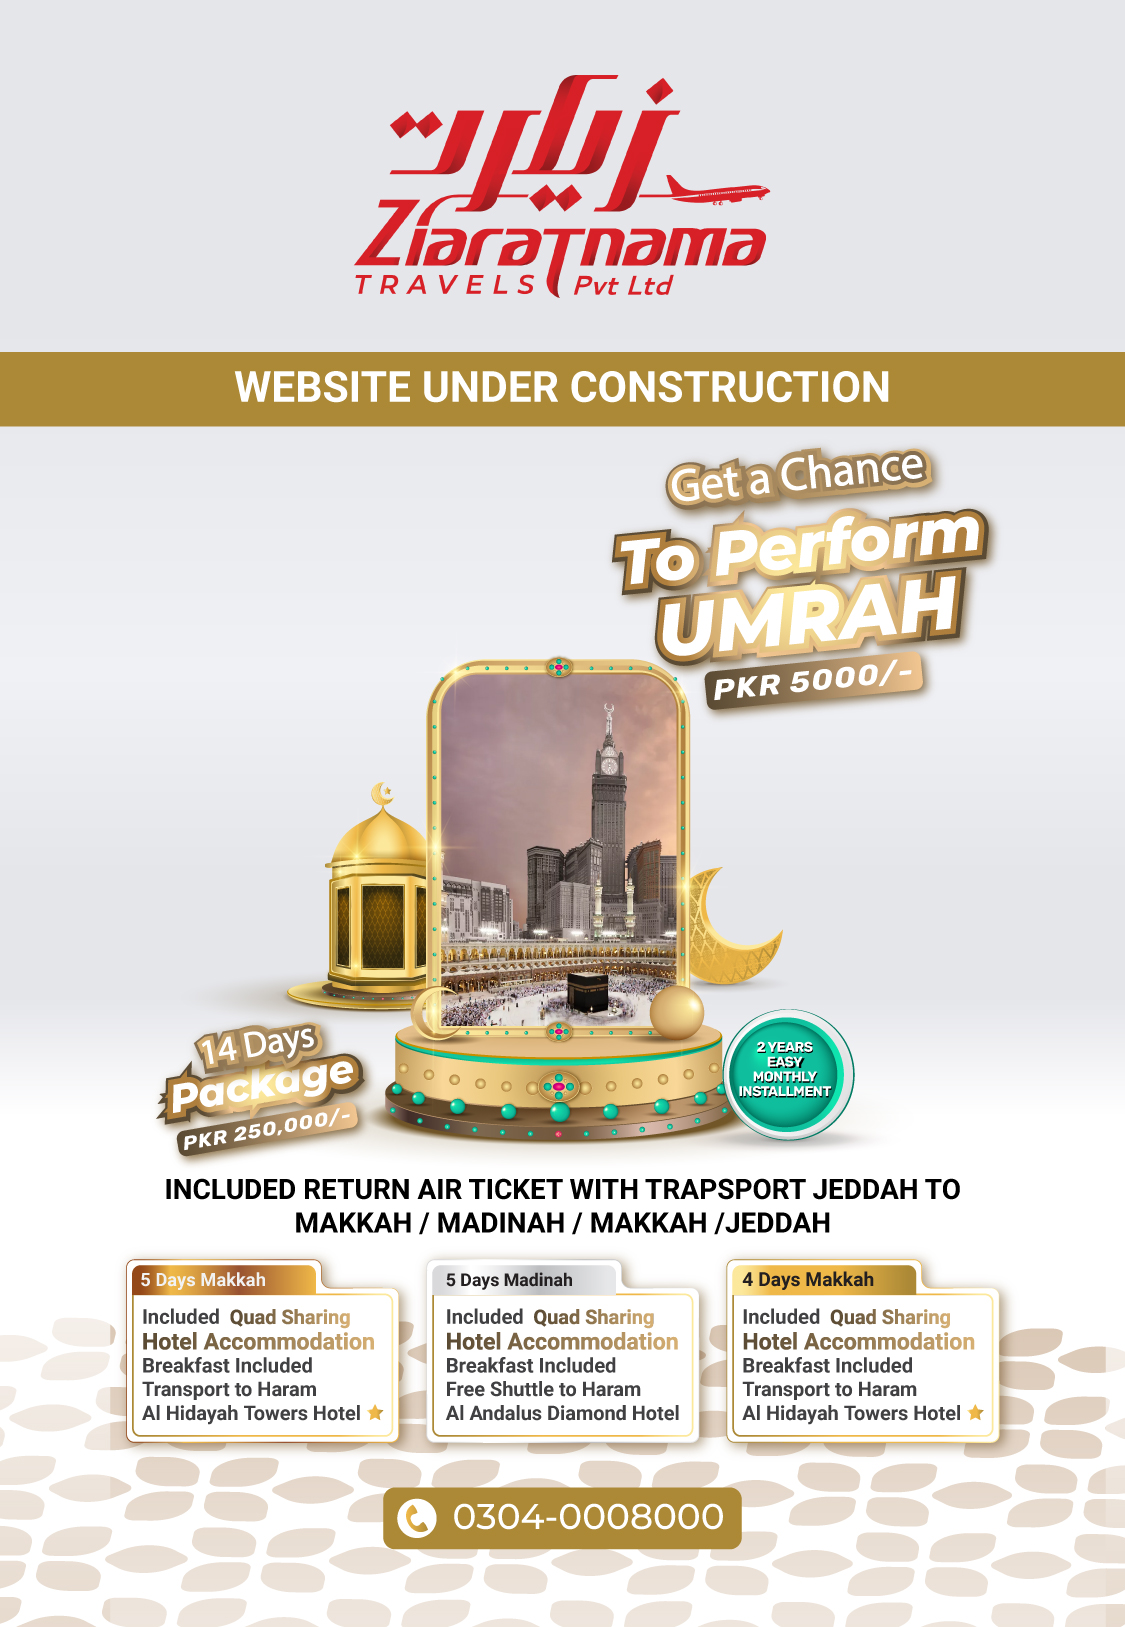 زیارت
Ziaratnama
TRAVELS Pvt Ltd
WEBSITE UNDER CONSTRUCTION
Get a Chance
To Perform
UMRAH
PKR 5000/-
14 Days
Package
PKR 250,000/-
2 YEARS
EASY
MONTHLY
INSTALLMENT
INCLUDED RETURN AIR TICKET WITH TRAPSPORT JEDDAH TO
MAKKAH / MADINAH / MAKKAH /JEDDAH
5 Days Makkah
Included Quad Sharing
Hotel Accommodation
Breakfast Included
Transport to Haram
Al Hidayah Towers Hotel
5 Days Madinah
Included Quad Sharing
Hotel Accommodation
Breakfast Included
Free Shuttle to Haram
Al Andalus Diamond Hotel
4 Days Makkah
Included Quad Sharing
Hotel Accommodation
Breakfast Included
Transport to Haram
Al Hidayah Towers Hotel
0304-0008000